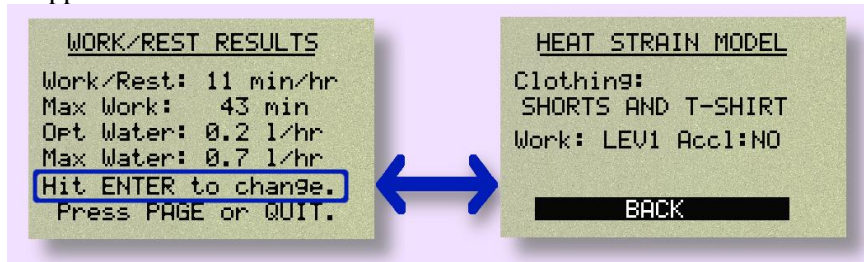 WORK/REST RESULTS
Work/Rest: 11 min/hr
Max Work: 43 min
Opt Water: 0.2 l/hr
Max Water: 0.7 l/hr
Hit ENTER to change.
Press PAGE or QUIT.
HEAT STRAIN MODEL
Clothing:
SHORTS AND T-SHIRT
Work: LEV1 Accl:NO
BACK